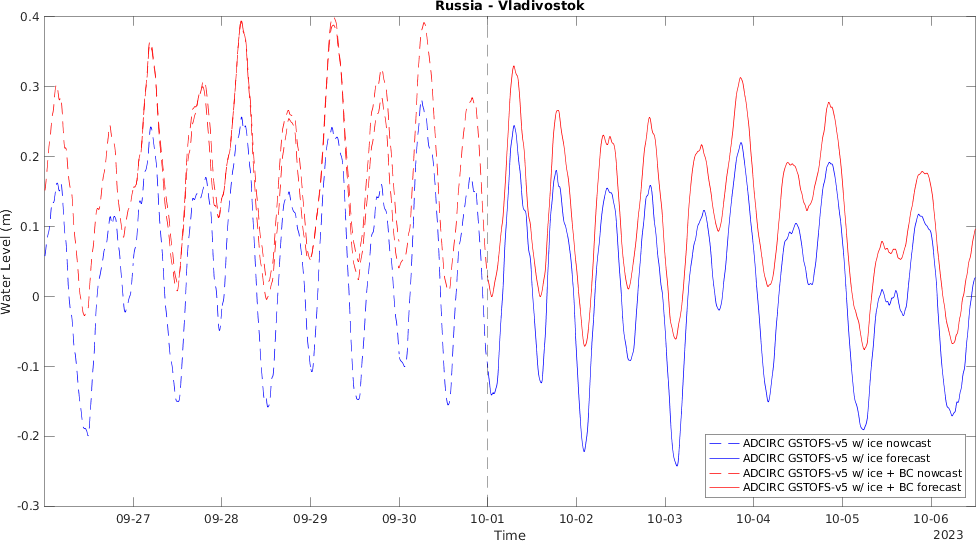 Russia - Vladivostok
Water Level (m)
0.4
0.3
0.2
0.1
0
-0.1
-0.2
-0.3
ADCIRC GSTOFS-v5 w/ ice nowcast
ADCIRC GSTOFS-v5 w/ ice forecast
ADCIRC GSTOFS-v5 w/ ice + BC nowcast
ADCIRC GSTOFS-v5 w/ ice + BC forecast
09-27 09-28 09-29 09-30 10-01 10-02 10-03 10-04 10-05 10-06
Time
2023